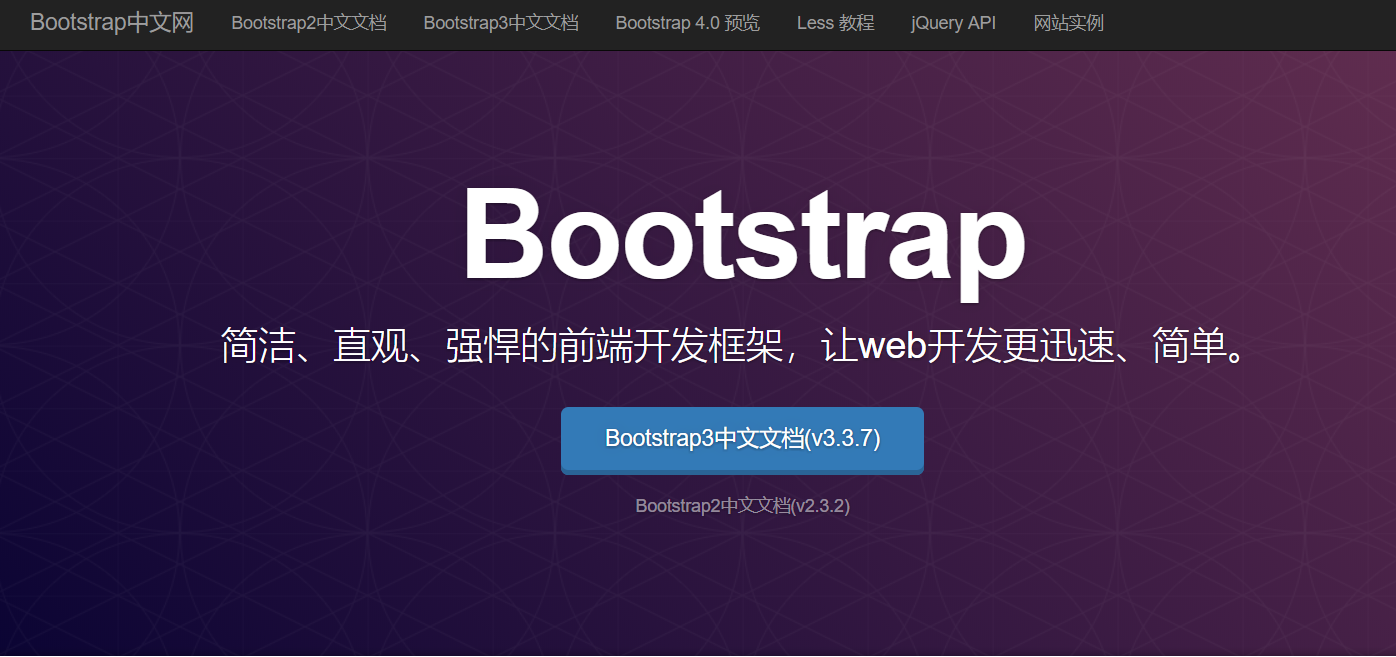 Bootstrap中文网 Bootstrap2中文文档 Bootstrap3中文文档 Bootstrap 4.0 预览 Less 教程 jQuery API 网站实例
Bootstrap
简洁、直观、强悍的前端开发框架，让web开发更迅速、简单。
Bootstrap3中文文档(v3.3.7)
Bootstrap2中文文档(v2.3.2)